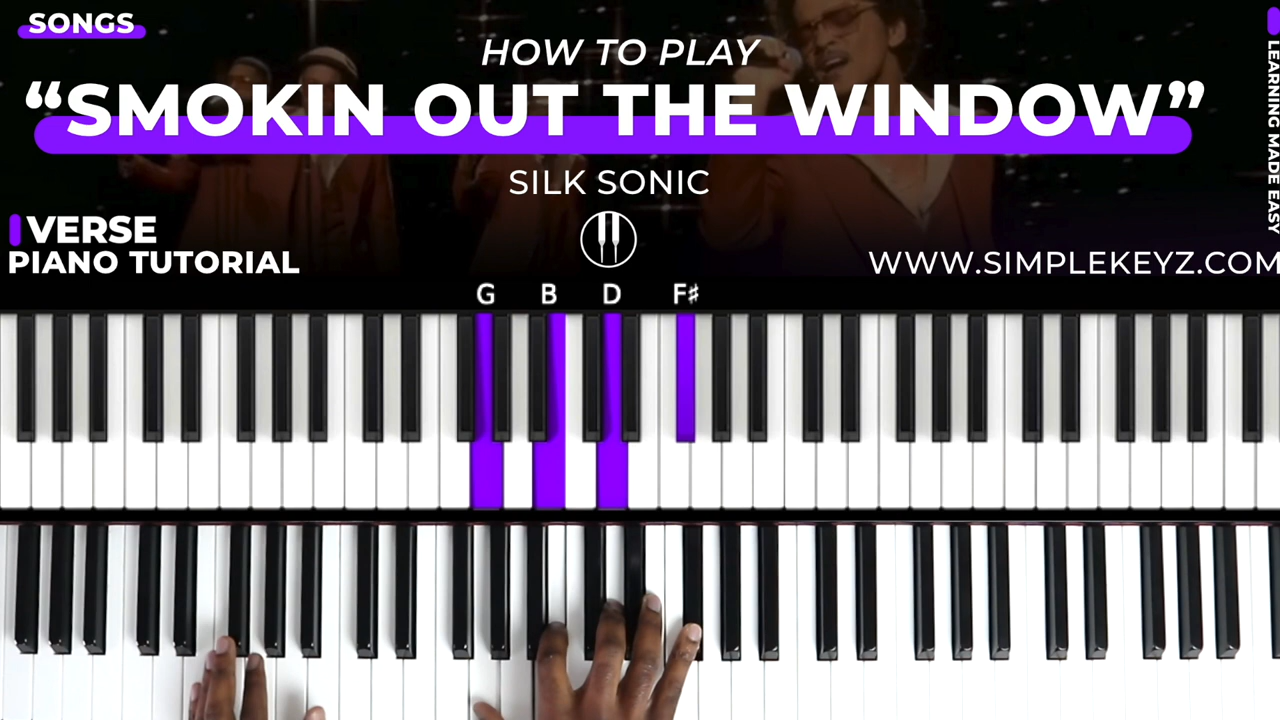 SONGS
HOW TO PLAY
“SMOKIN OUT THE WINDOW”
SILK SONIC
VERSE
PIANO TUTORIAL
WWW.SIMPLEKEYZ.COM
LEARNING MADE EASY
G B D F♯